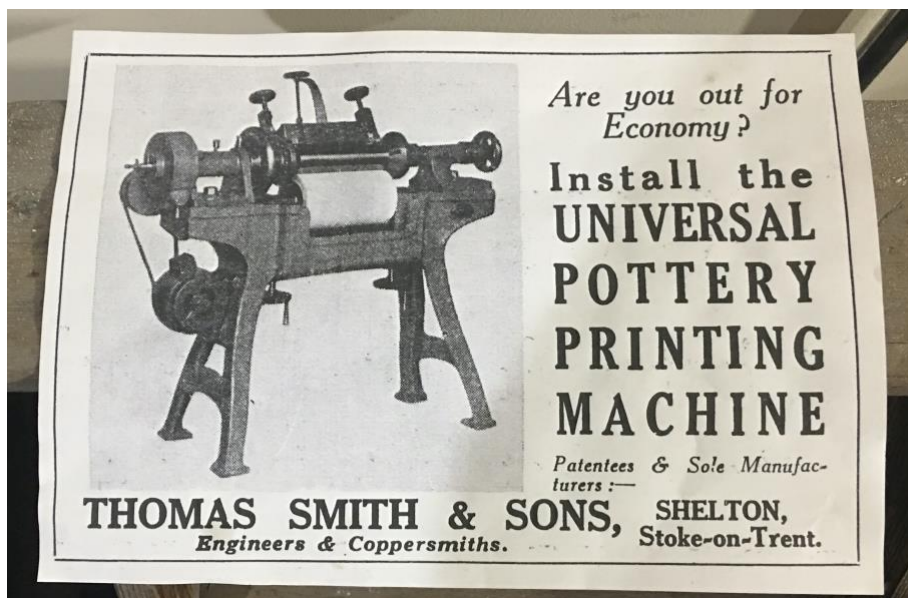 Are you out for
Economy?
Install the
UNIVERSAL
POTTERY
PRINTING
MACHINE
Patentees & Sole Manufac-
turers :—
THOMAS SMITH & SONS,
Engineers & Coppersmiths.
SHELTON,
Stoke-on-Trent.